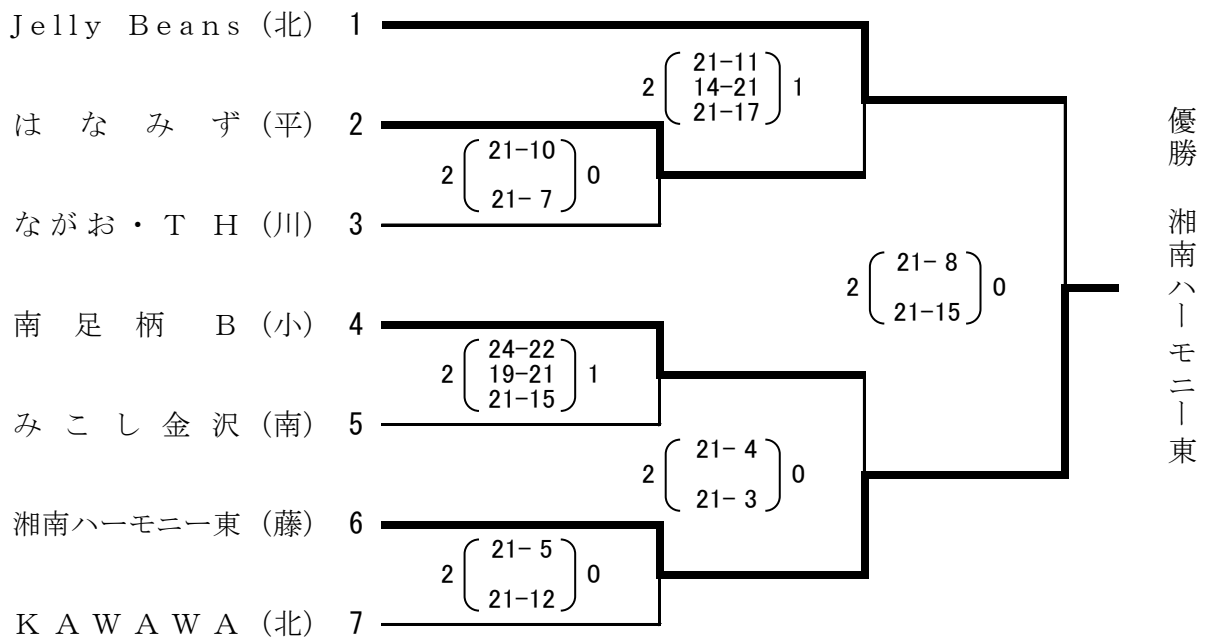 Jelly Beans (北) 1
21-11
2 14-21 1
21-17
はなみず (平) 2
21-10
2 0
21- 7
ながお・TH (川) 3
21- 8
2 0
21-15
南足柄B (小) 4
24-22
2 19-21 1
21-15
みこし金沢 (南) 5
21- 4
2 0
21- 3
湘南ハーモニー東 (藤) 6
21- 5
2 0
21-12
KAWAWA (北) 7
優勝 湘南ハーモニー東